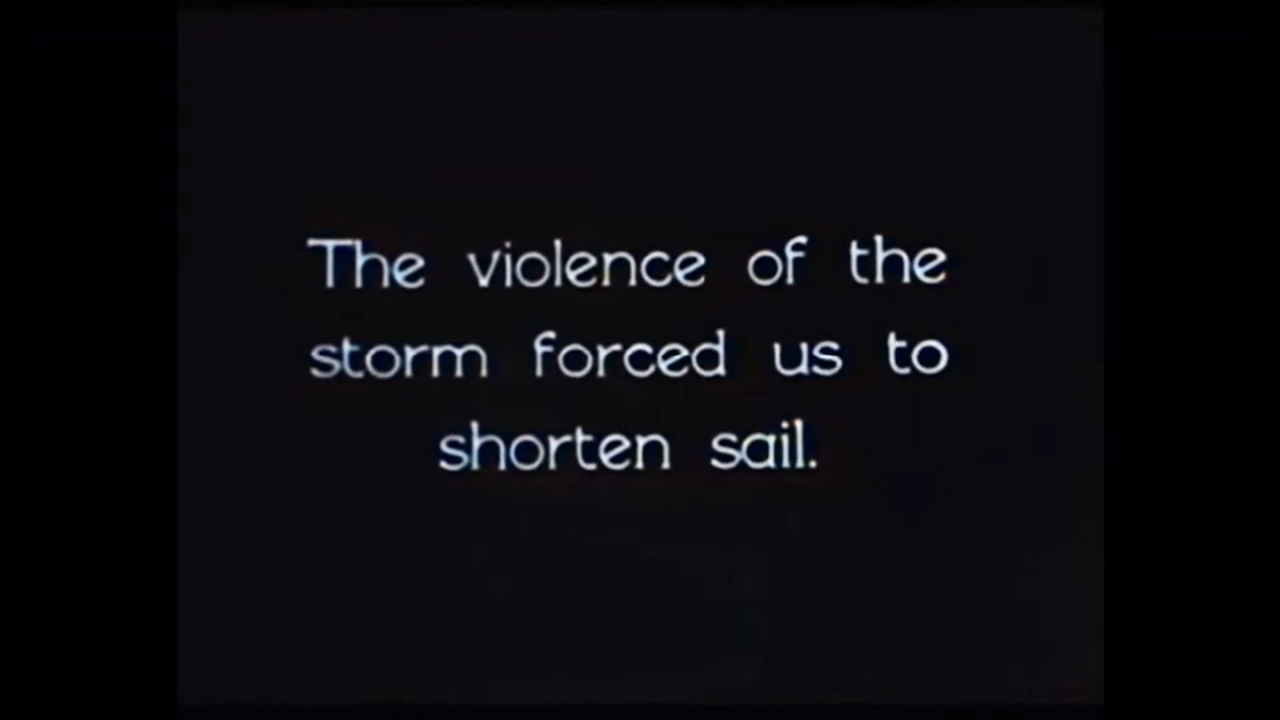 The violence of the
storm forced us to
shorten sail.